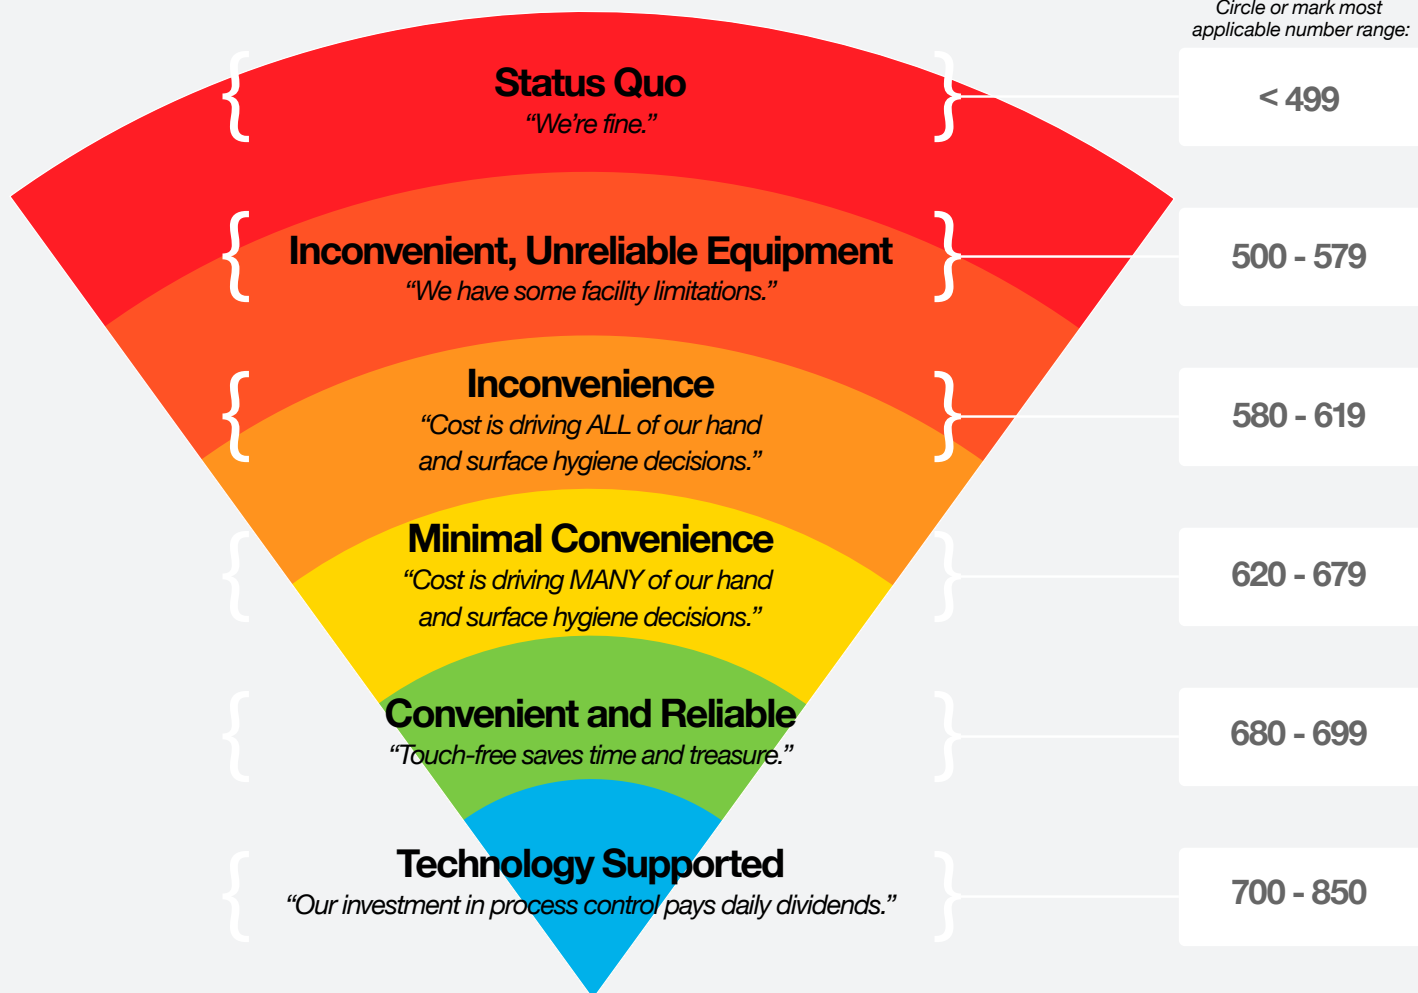 Circle or mark most
applicable number range:
Status Quo
“We’re fine.”
< 499
Inconvenient, Unreliable Equipment
“We have some facility limitations.”
500 - 579
Inconvenience
“Cost is driving ALL of our hand
and surface hygiene decisions.”
580 - 619
Minimal Convenience
“Cost is driving MANY of our hand
and surface hygiene decisions.”
620 - 679
Convenient and Reliable
“Touch-free saves time and treasure.”
680 - 699
Technology Supported
“Our investment in process control pays daily dividends.”
700 - 850